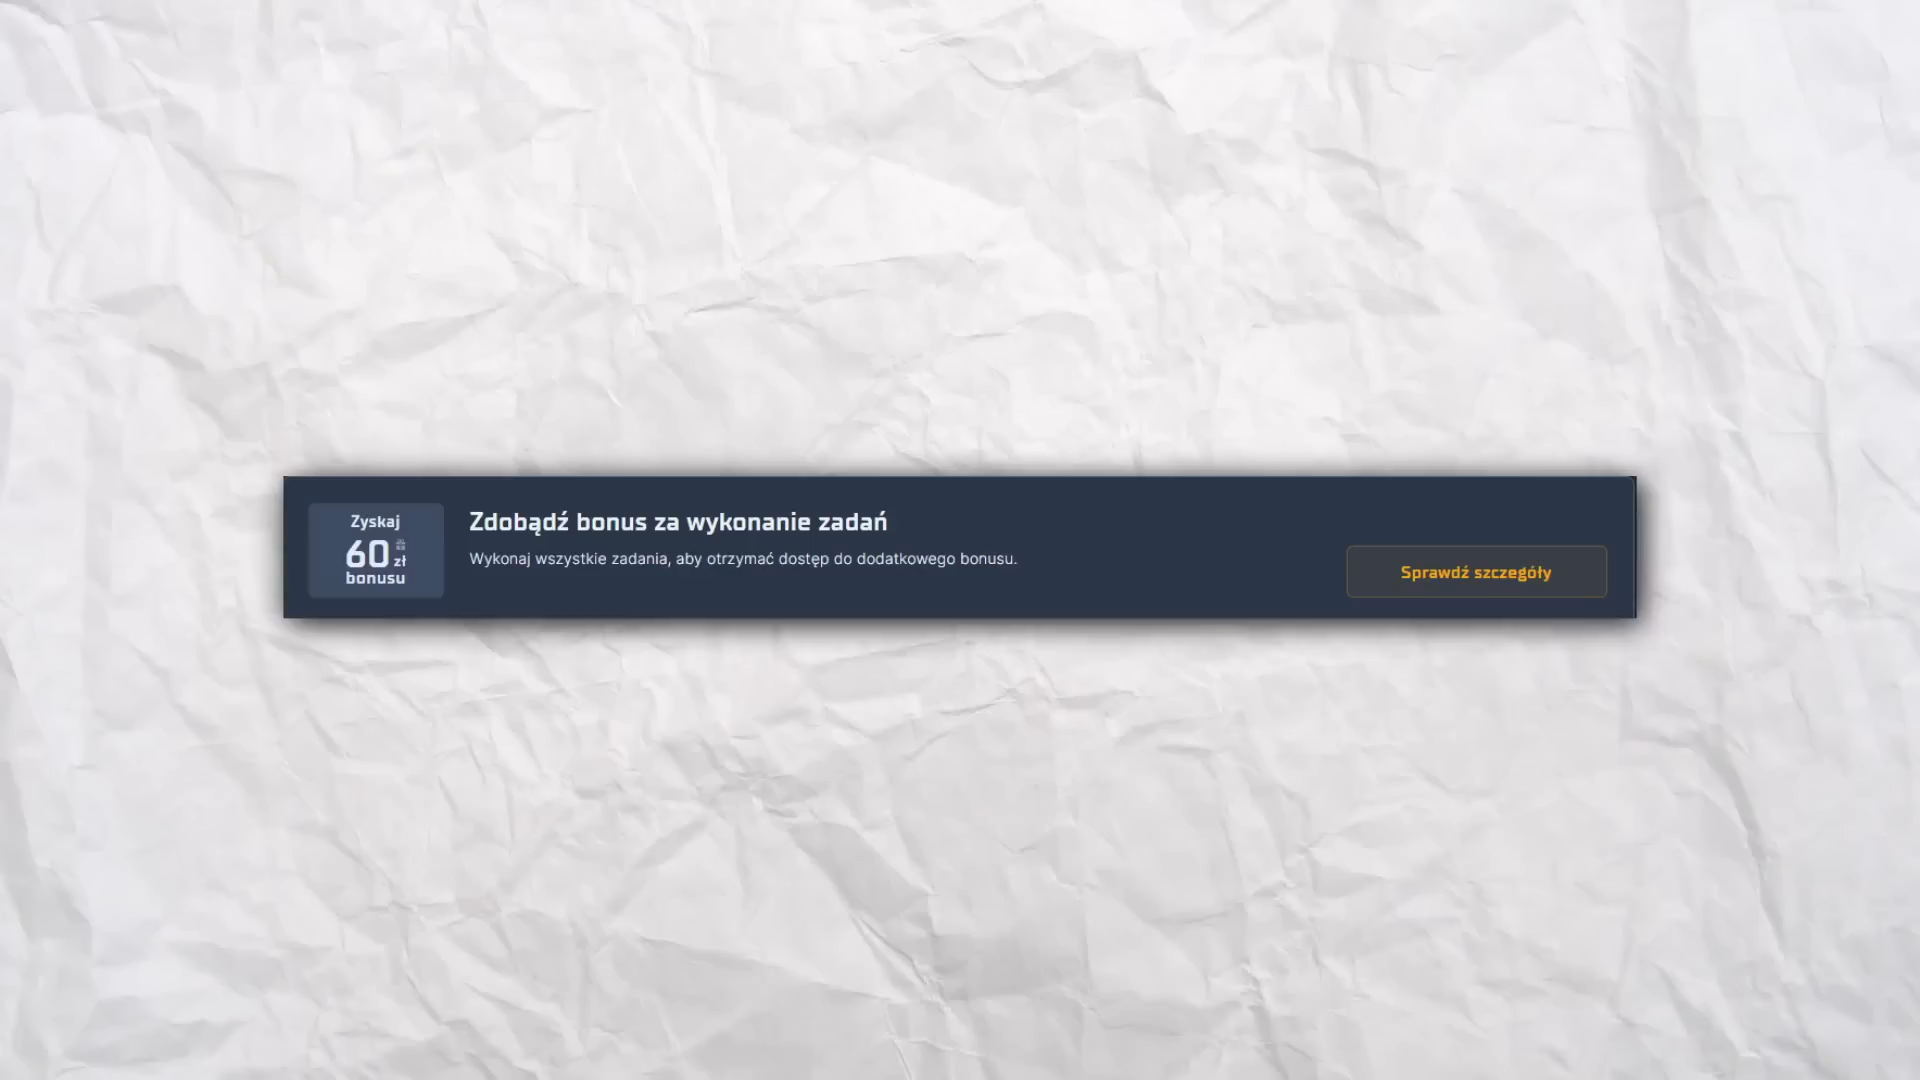 Zyskaj
60 zł
bonusu
Zdobądź bonus za wykonanie zadań
Wykonaj wszystkie zadania, aby otrzymać dostęp do dodatkowego bonusu.
Sprawdź szczegóły